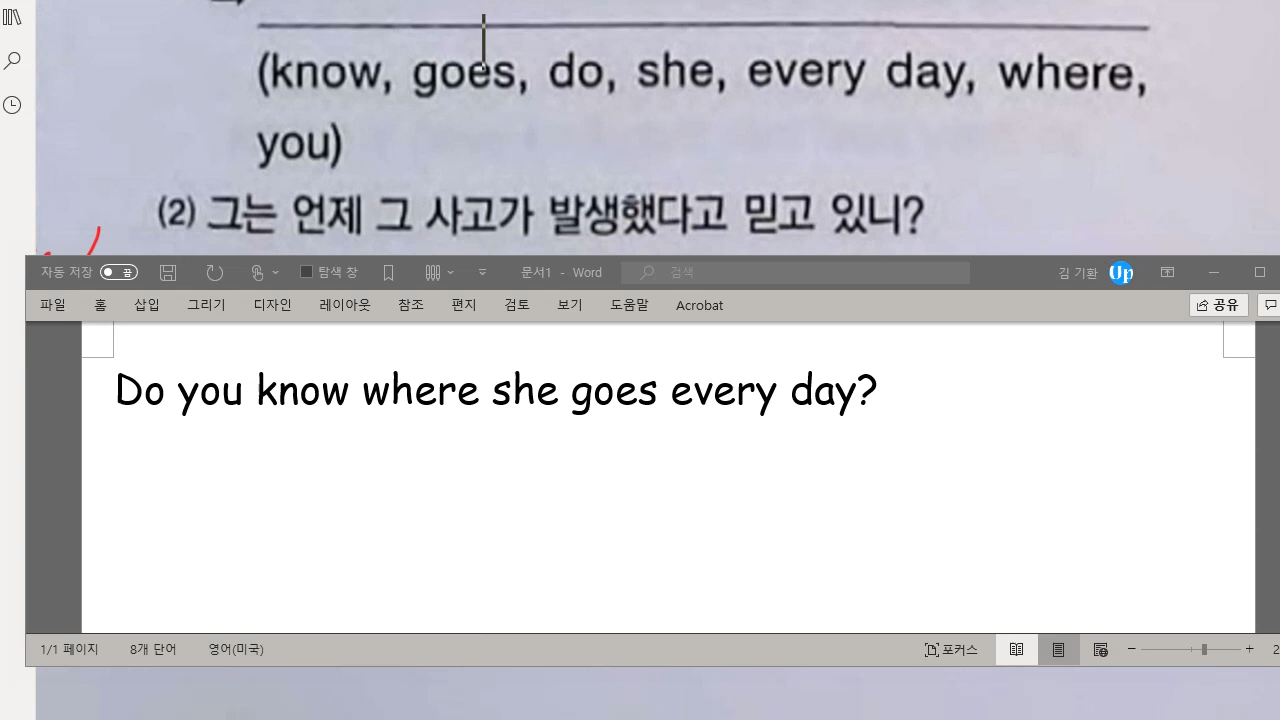 (know, goes, do, she, every day, where,
you)
(2) 그는 언제 그 사고가 발생했다고 믿고 있니?
자동 저장 끔 탐색 창 문서1 - Word 검색 김 기환 Up
파일 홈 삽입 그리기 디자인 레이아웃 참조 편지 검토 보기 도움말 Acrobat 공유
Do you know where she goes every day?
1/1 페이지 8개 단어 영어(미국) 포커스 - + 2